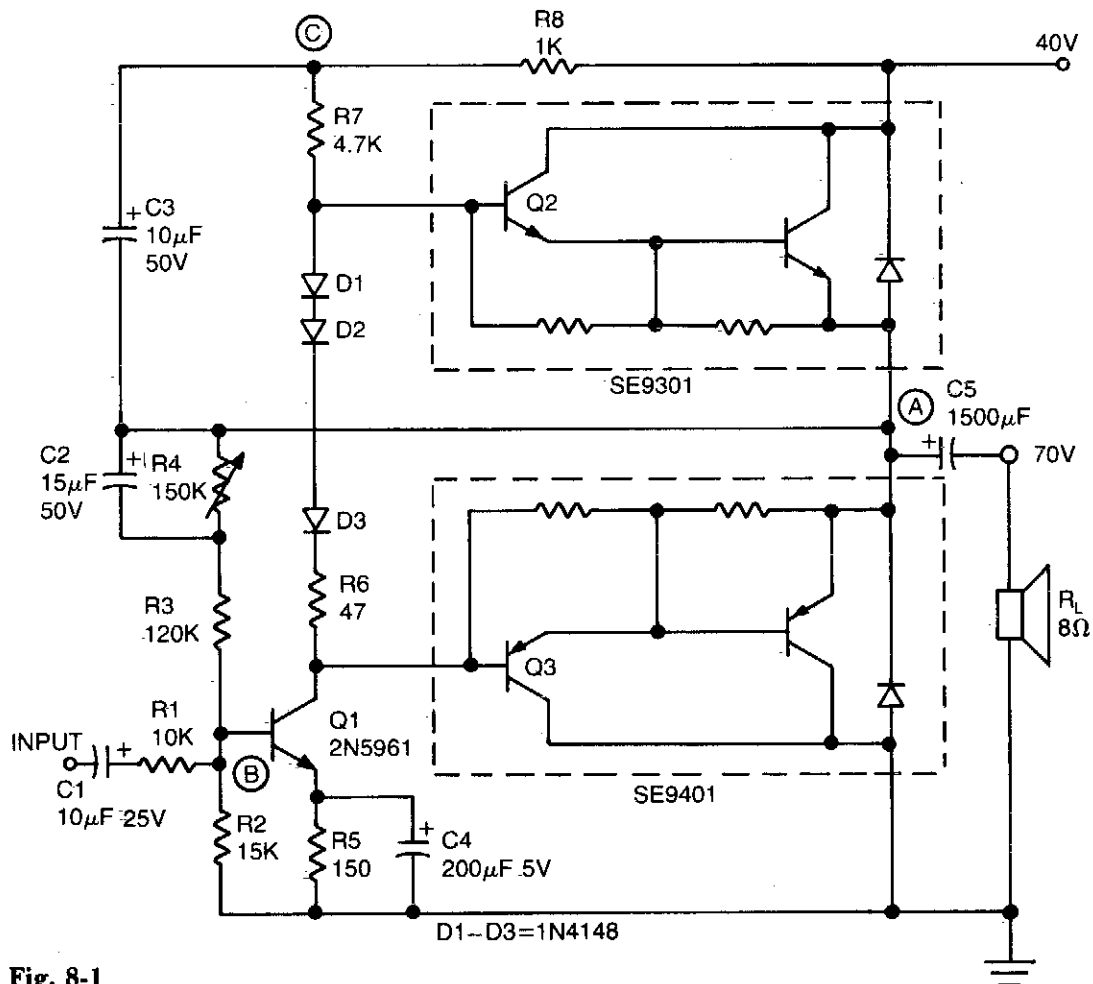 C
R8
1K
40V
R7
4.7K
C3
+
10μF
50V
Q2
D1
D2
SE9301
A
C5
1500μF
+
70V
C2
15μF
50V
+
R4
150K
D3
R6
47
R3
120K
RL
8Ω
Q3
R1
10K
INPUT
+
B
C1
10μF 25V
Q1
2N5961
SE9401
R2
15K
R5
150
+
C4
200μF 5V
D1–D3=1N4148
Fig. 8-1